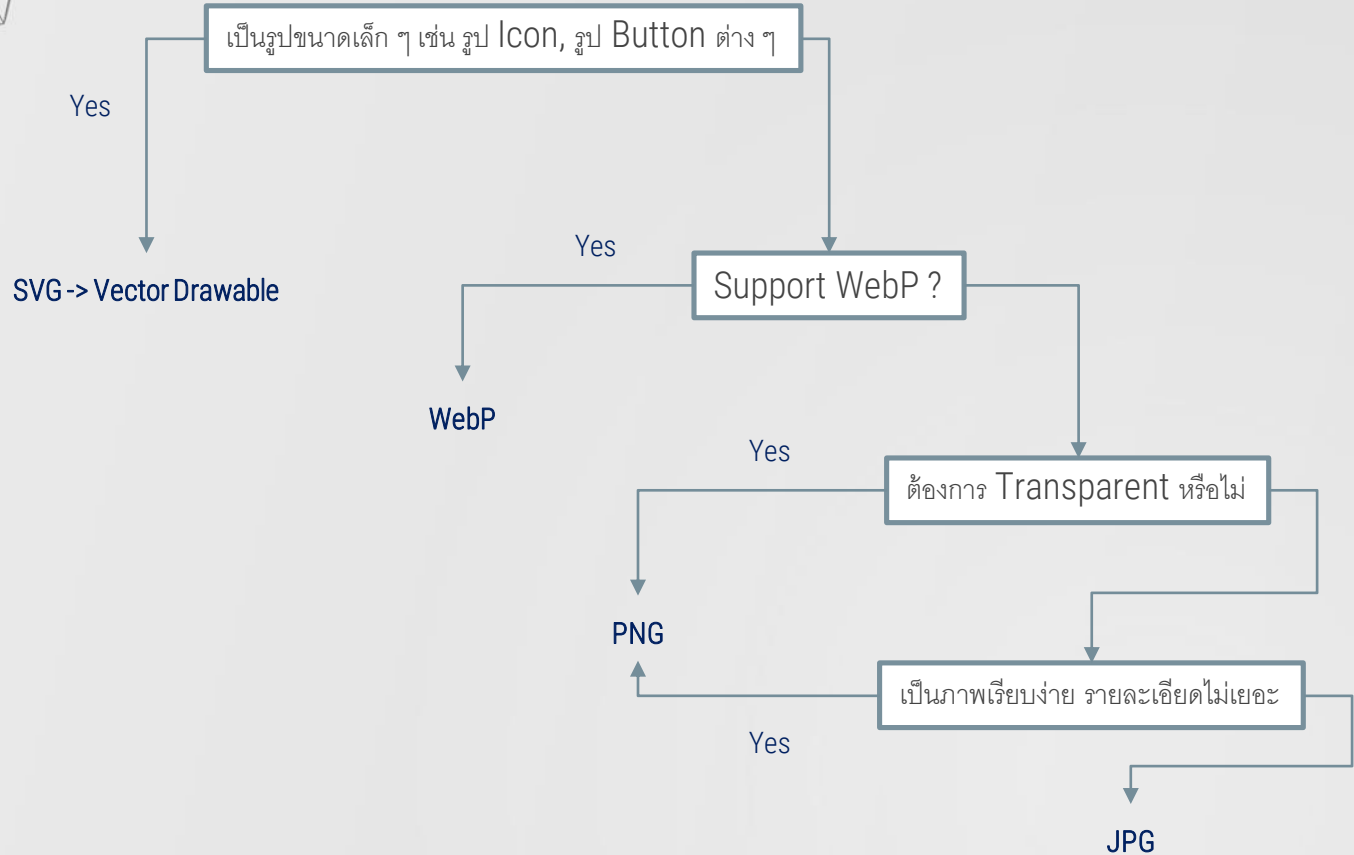 เป็นรูปขนาดเล็ก ๆ เช่น รูป Icon, รูป Button ต่าง ๆ
Yes
Yes
SVG -> Vector Drawable
Support WebP ?
WebP
Yes
ต้องการ Transparent หรือไม่
PNG
เป็นภาพเรียบง่าย รายละเอียดไม่เยอะ
Yes
JPG